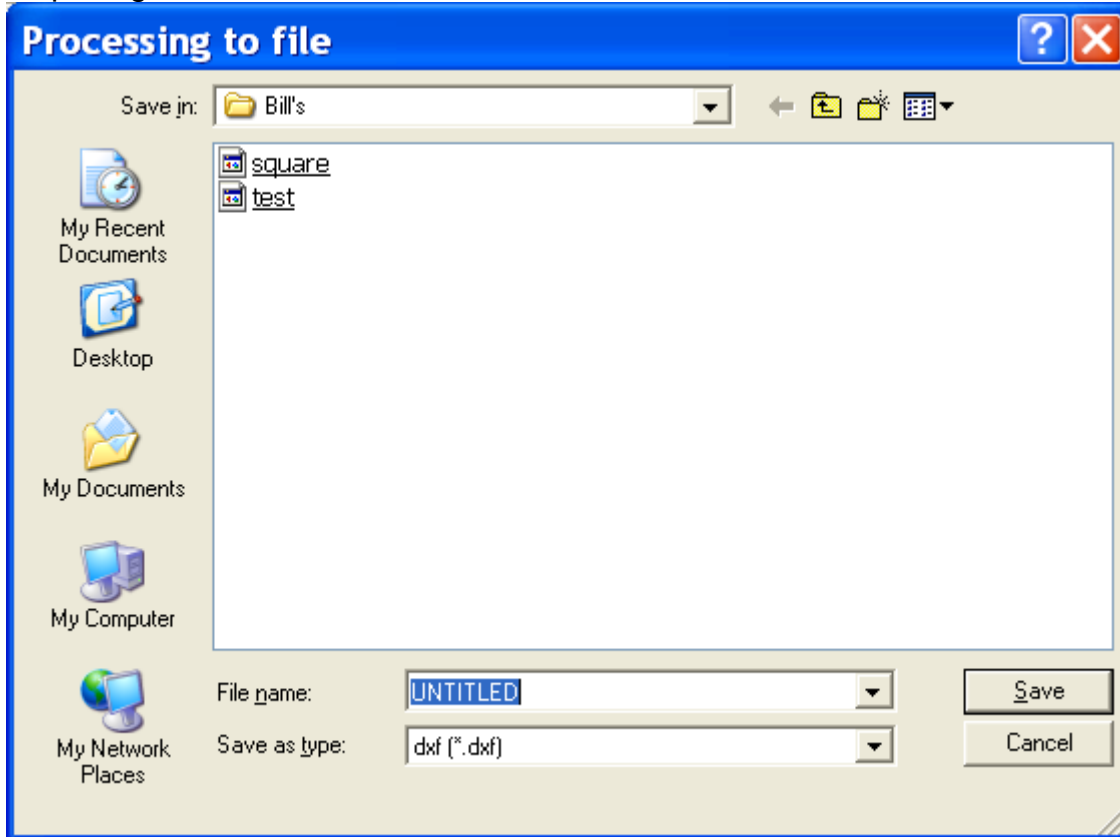 Processing to file
Save in:
Bill's
square
test
My Recent
Documents
Desktop
My Documents
My Computer
My Network
Places
File name:
UNTITLED
Save
Save as type:
dxf (*.dxf)
Cancel